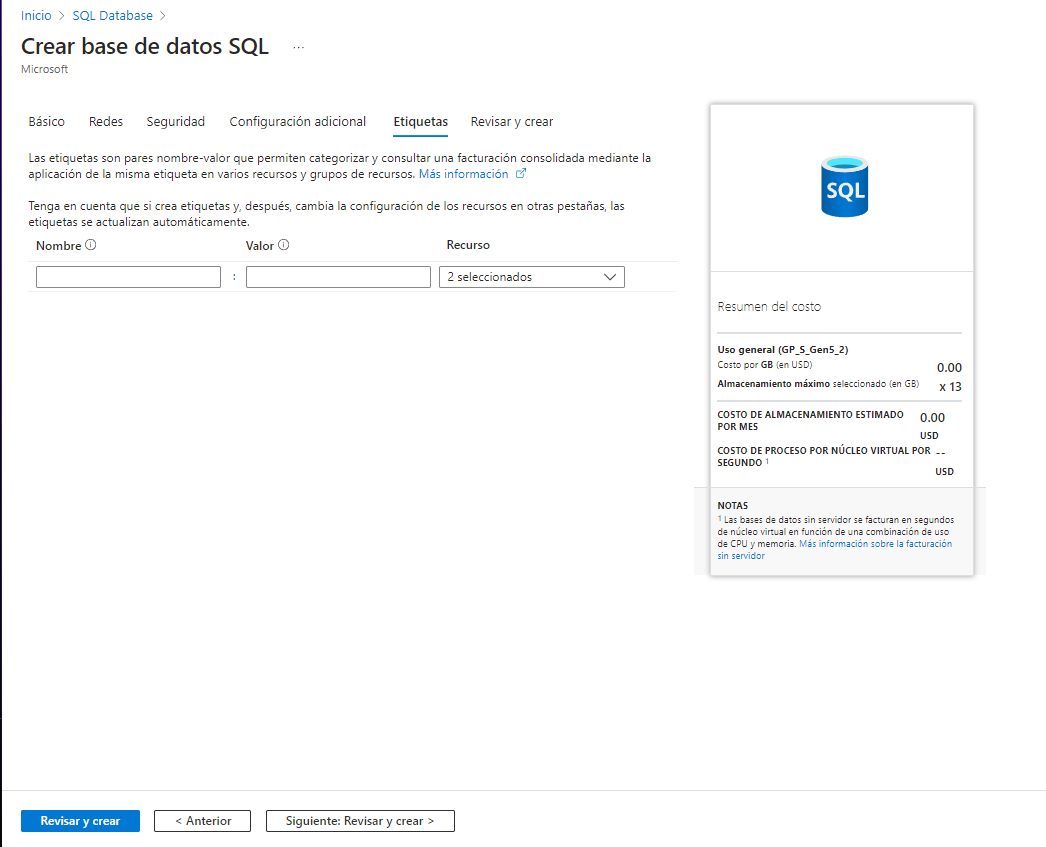 Inicio > SQL Database >
Crear base de datos SQL ...
Microsoft
Básico Redes Seguridad Configuración adicional Etiquetas Revisar y crear
Las etiquetas son pares nombre-valor que permiten categorizar y consultar una facturación consolidada mediante la
aplicación de la misma etiqueta en varios recursos y grupos de recursos. Más información
Tenga en cuenta que si crea etiquetas y, después, cambia la configuración de los recursos en otras pestañas, las
etiquetas se actualizan automáticamente.
Nombre Valor Recurso
: 2 seleccionados
SQL
Resumen del costo
Uso general (GP_S_Gen5_2)
Costo por GB (en USD) 0.00
Almacenamiento máximo seleccionado (en GB) x 13
COSTO DE ALMACENAMIENTO ESTIMADO
POR MES 0.00
USD
COSTO DE PROCESO POR NÚCLEO VIRTUAL POR
SEGUNDO 1 --
USD
NOTAS
1 Las bases de datos sin servidor se facturan en segundos
de núcleo virtual en función de una combinación de uso
de CPU y memoria. Más información sobre la facturación
sin servidor
Revisar y crear < Anterior Siguiente: Revisar y crear >